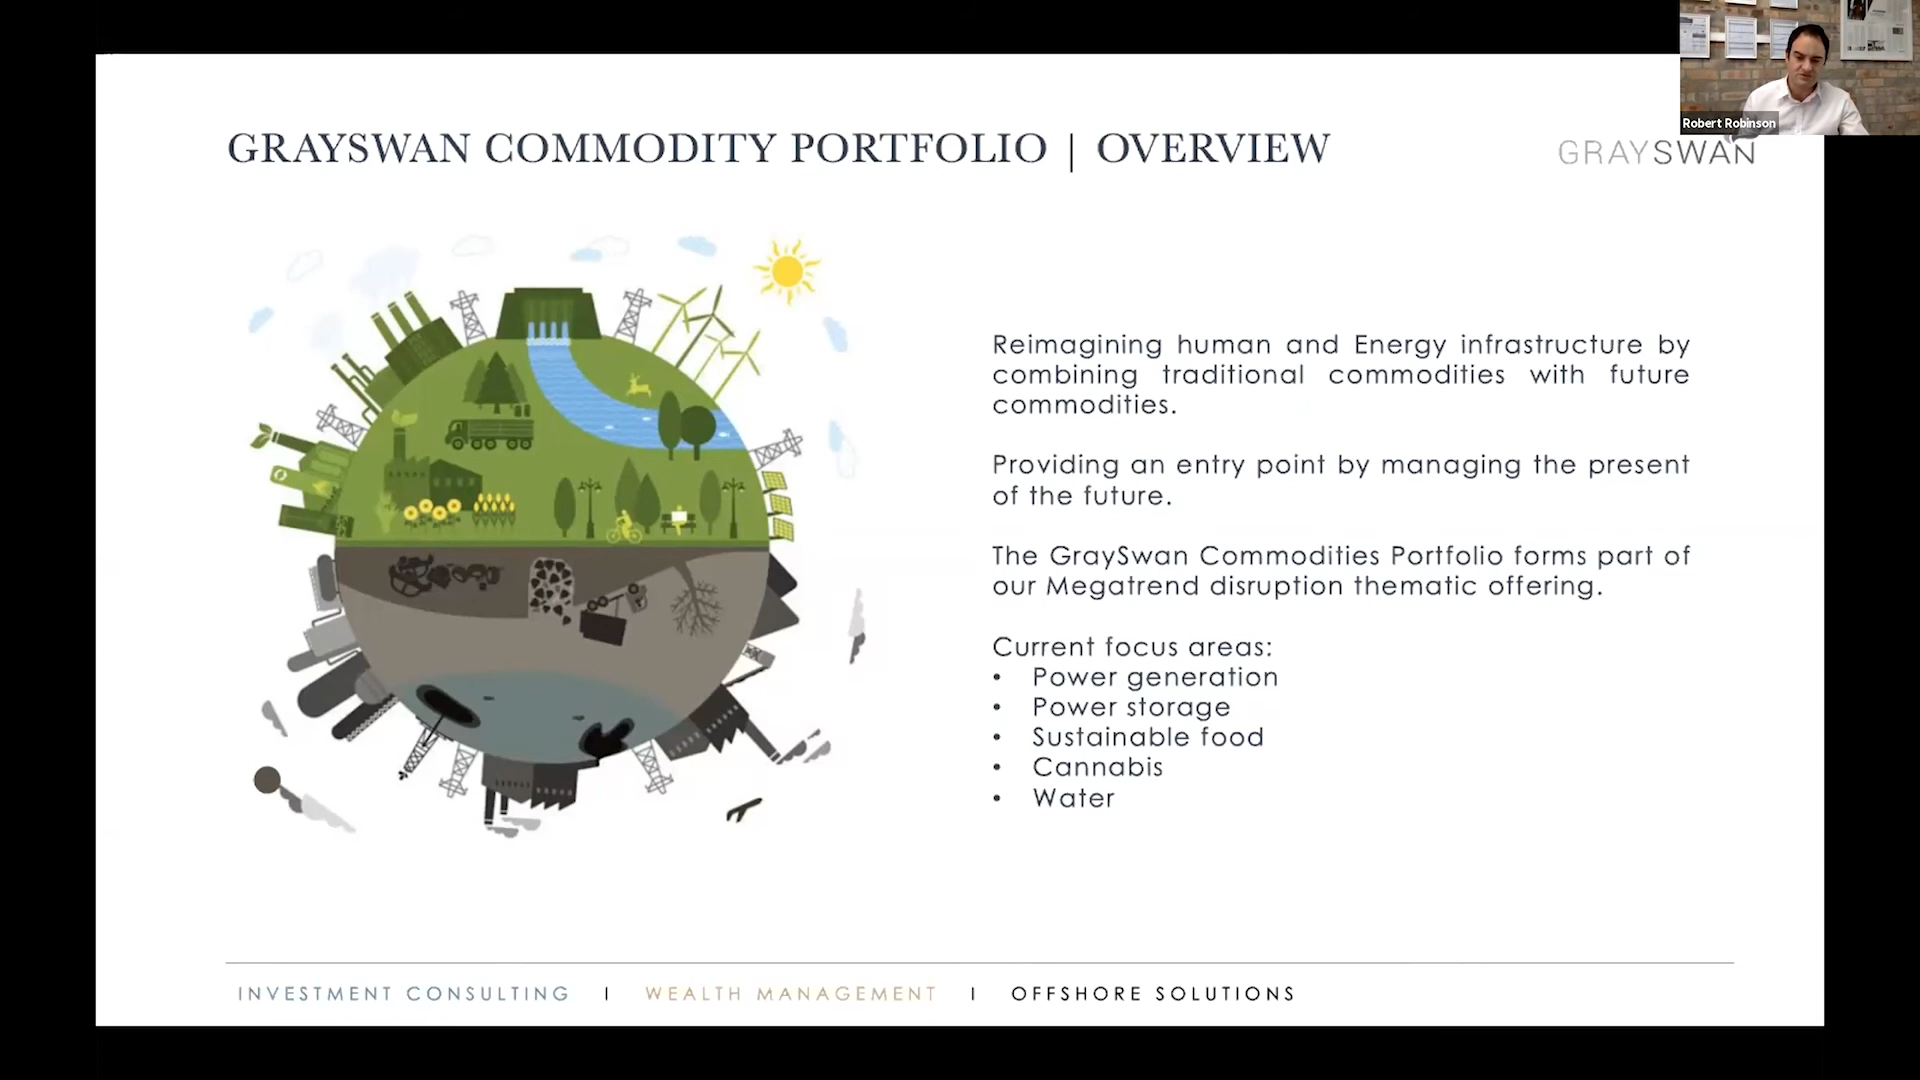 Robert Robinson
GRAYSWAN COMMODITY PORTFOLIO | OVERVIEW
GRAYSWAN
Reimagining human and Energy infrastructure by
combining traditional commodities with future
commodities.
Providing an entry point by managing the present
of the future.
The GraySwan Commodities Portfolio forms part of
our Megatrend disruption thematic offering.
Current focus areas:
• Power generation
• Power storage
• Sustainable food
• Cannabis
• Water
INVESTMENT CONSULTING I WEALTH MANAGEMENT I OFFSHORE SOLUTIONS